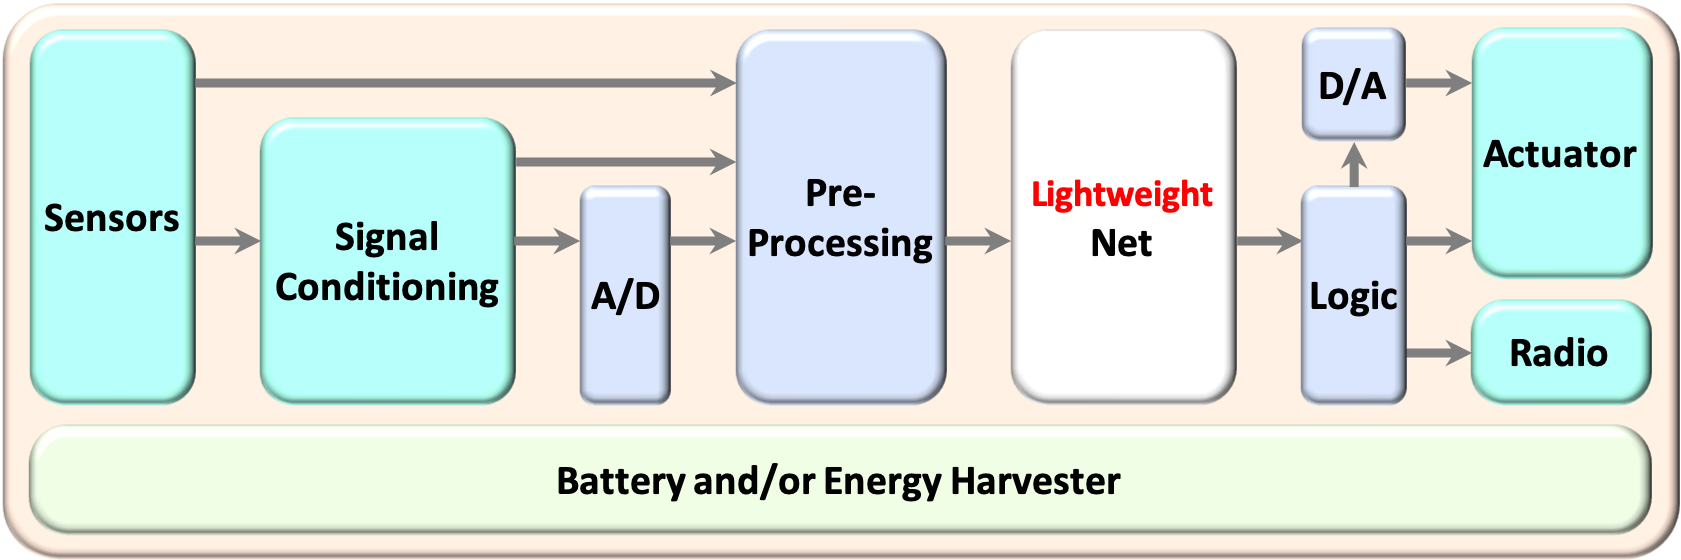 Sensors
Signal
Conditioning
A/D
Pre-
Processing
Lightweight
Net
D/A
Logic
Actuator
Radio
Battery and/or Energy Harvester